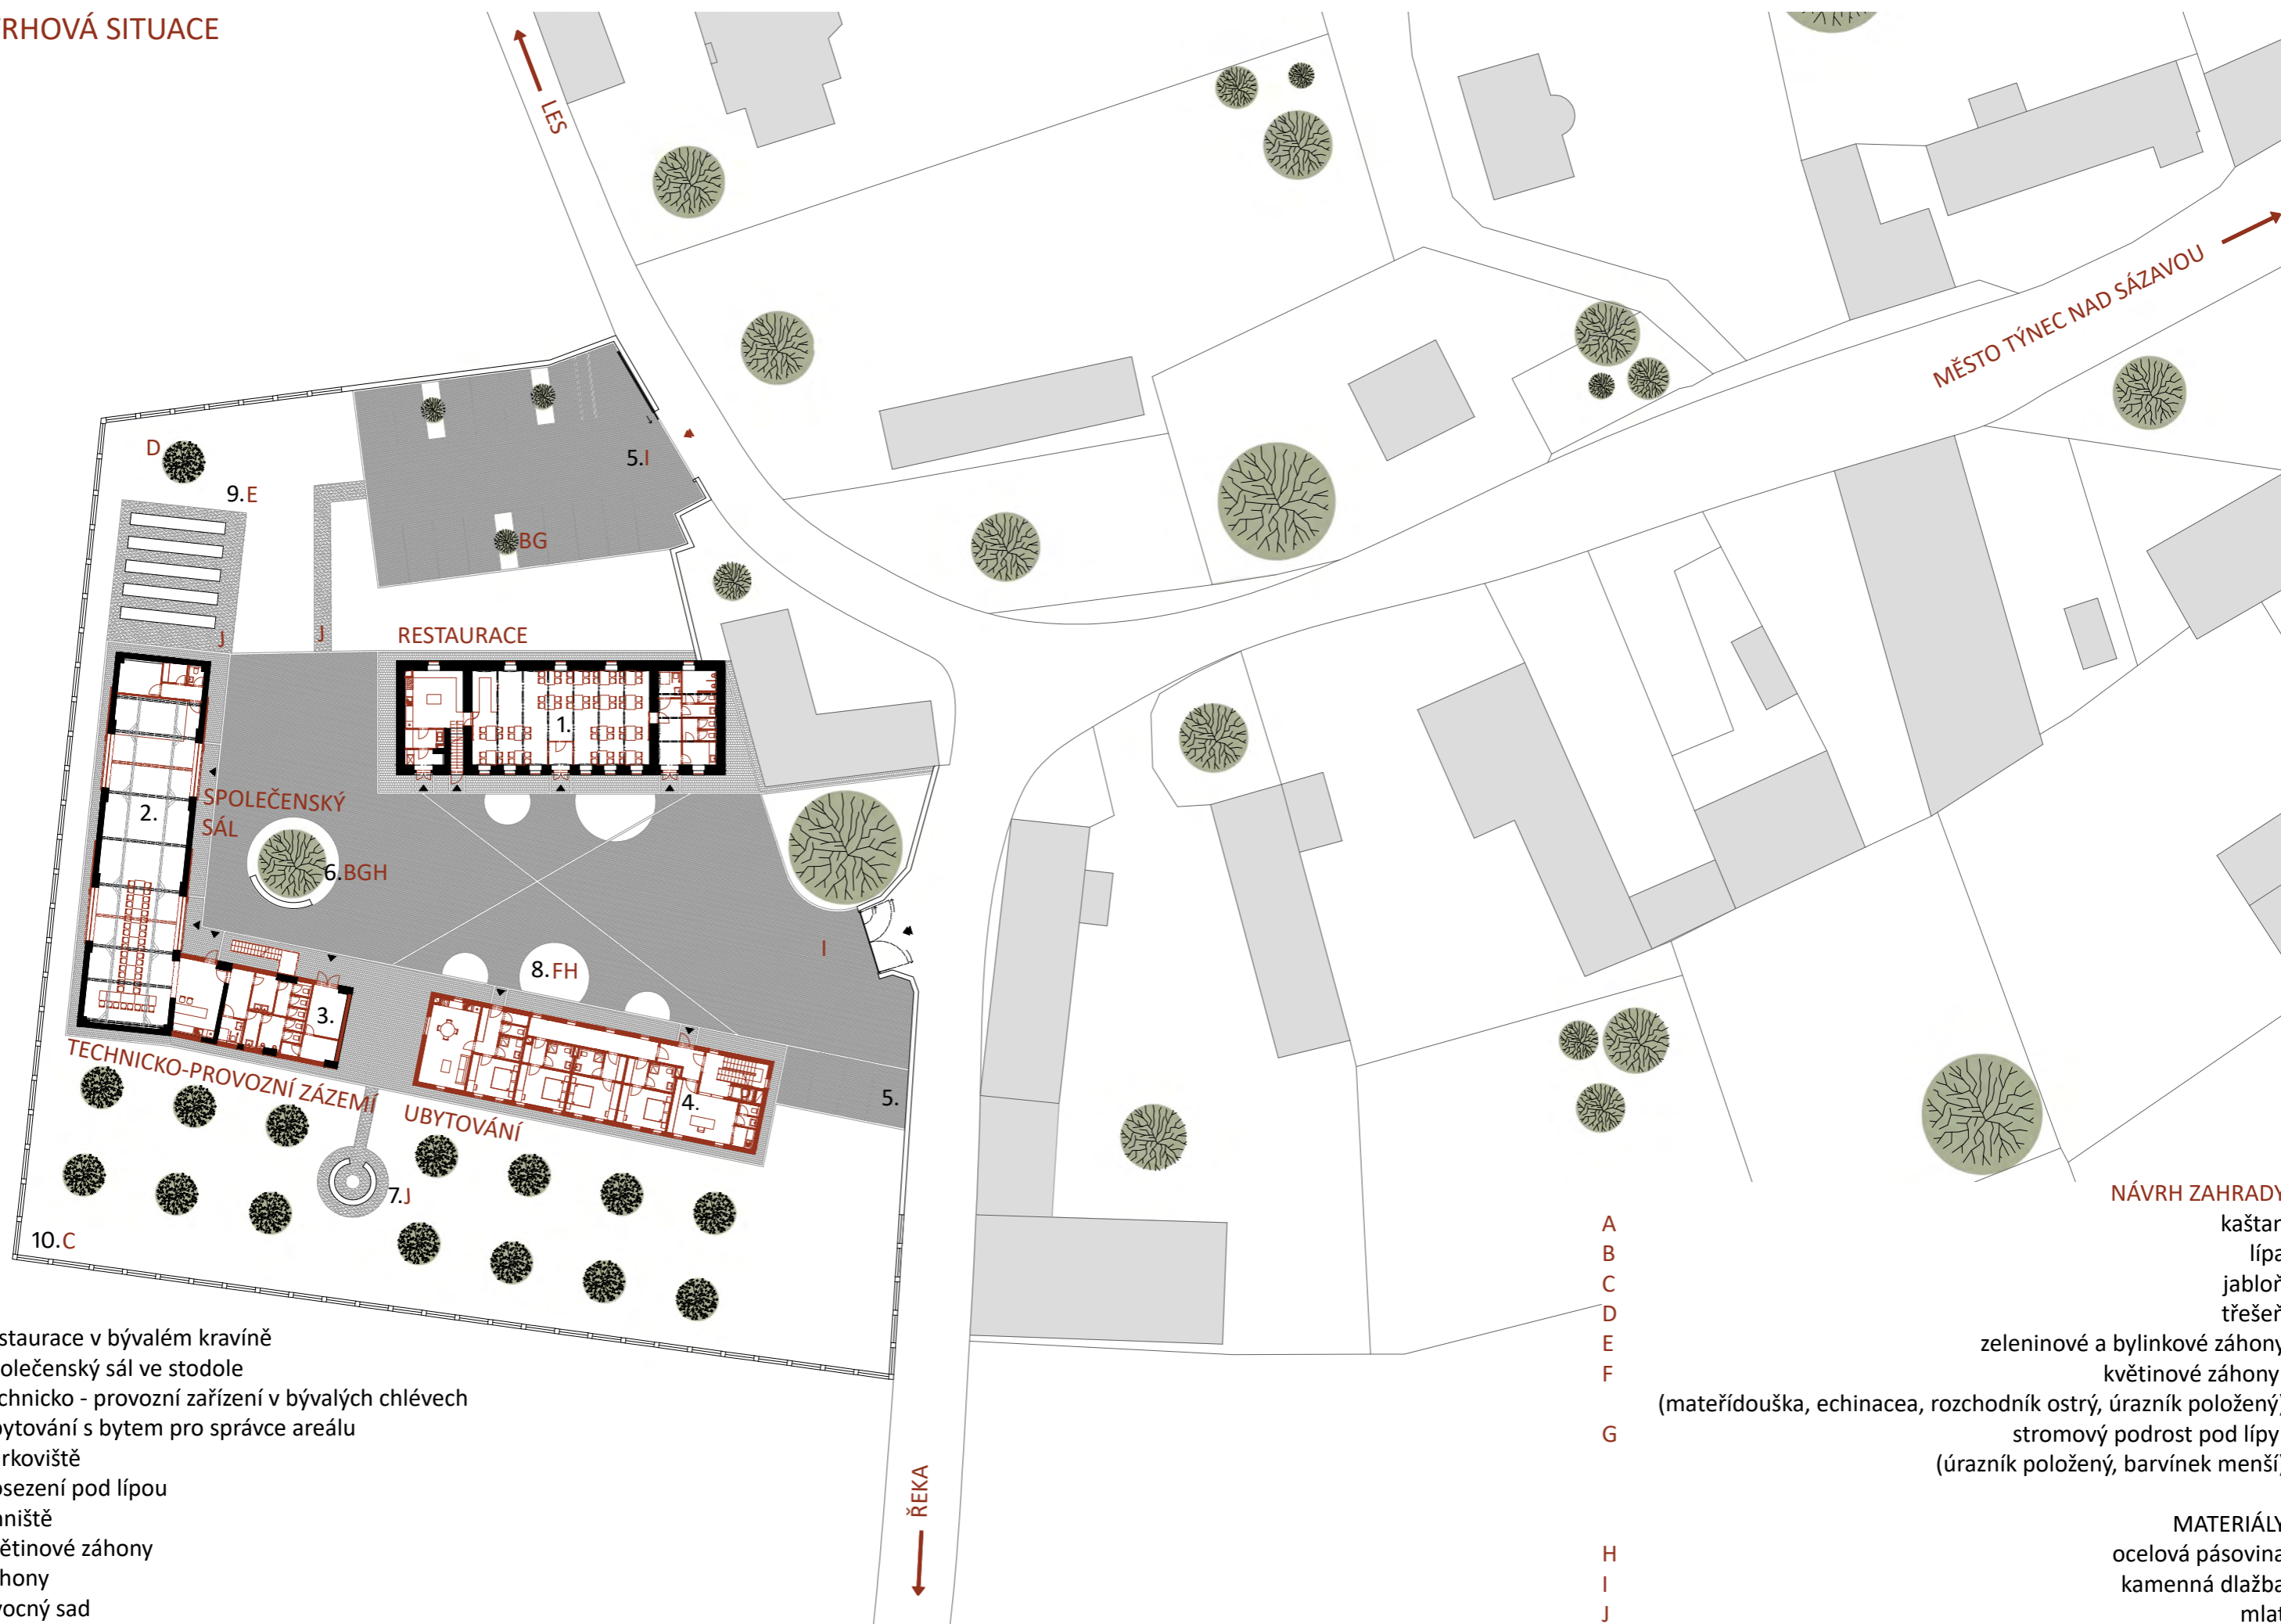 RHOVÁ SITUACE
LES
MĚSTO TÝNEC NAD SÁZAVOU
D
9.E
5.I
BG
J
J
RESTAURACE
1.
2.
SPOLEČENSKÝ
SÁL
6.BGH
I
8.FH
3.
TECHNICKO-PROVOZNÍ ZÁZEMÍ
4.
5.
UBYTOVÁNÍ
7.J
10.C
ŘEKA
staurace v bývalém kravíně
olečenský sál ve stodole
chnicko - provozní zařízení v bývalých chlévech
bytování s bytem pro správce areálu
rkoviště
osezení pod lípou
niště
ětinové záhony
hony
vocný sad
NÁVRH ZAHRADY
A kaštan
B lípa
C jabloň
D třešeň
E zeleninové a bylinkové záhony
F květinové záhony
(mateřídouška, echinacea, rozchodník ostrý, úrazník položený)
G stromový podrost pod lípy
(úrazník položený, barvínek menší)
MATERIÁLY
H ocelová pásovina
I kamenná dlažba
J mlat